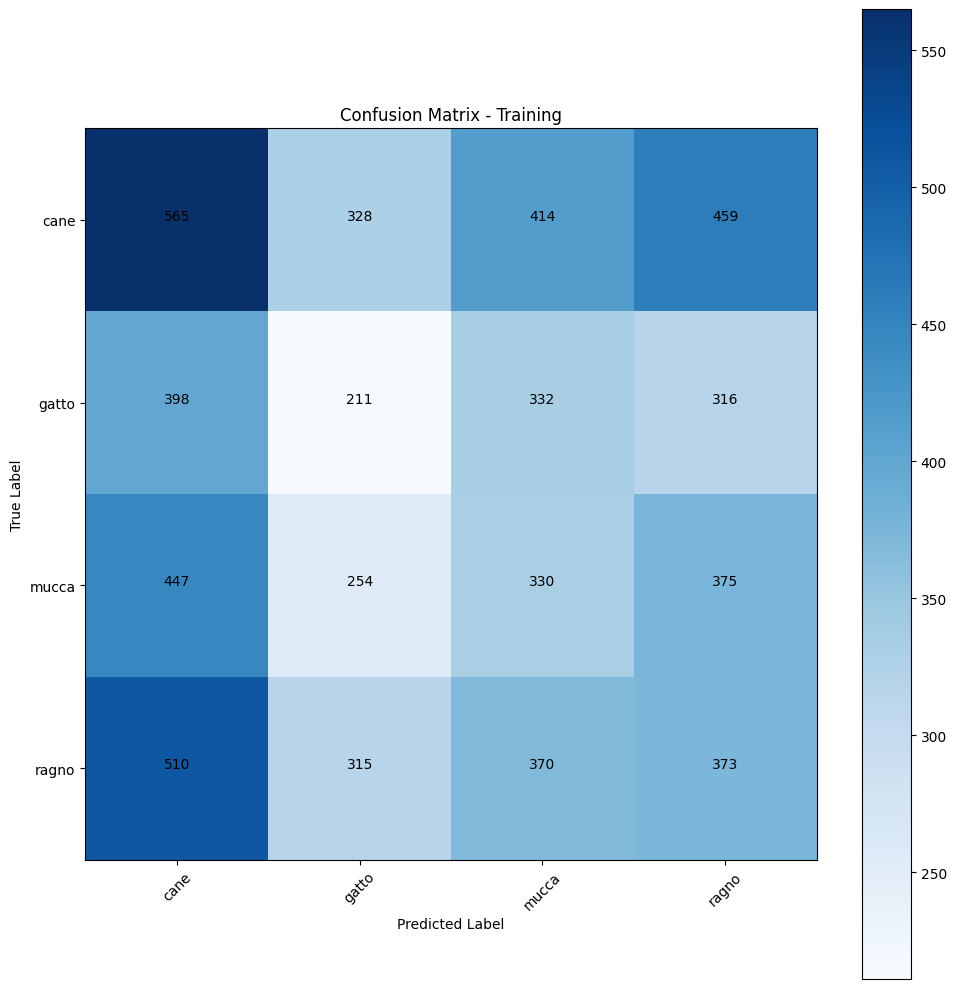 Confusion Matrix - Training
550
500
450
400
350
300
250
True Label
cane 565 328 414 459
gatto 398 211 332 316
mucca 447 254 330 375
ragno 510 315 370 373
cane gatto mucca ragno
Predicted Label